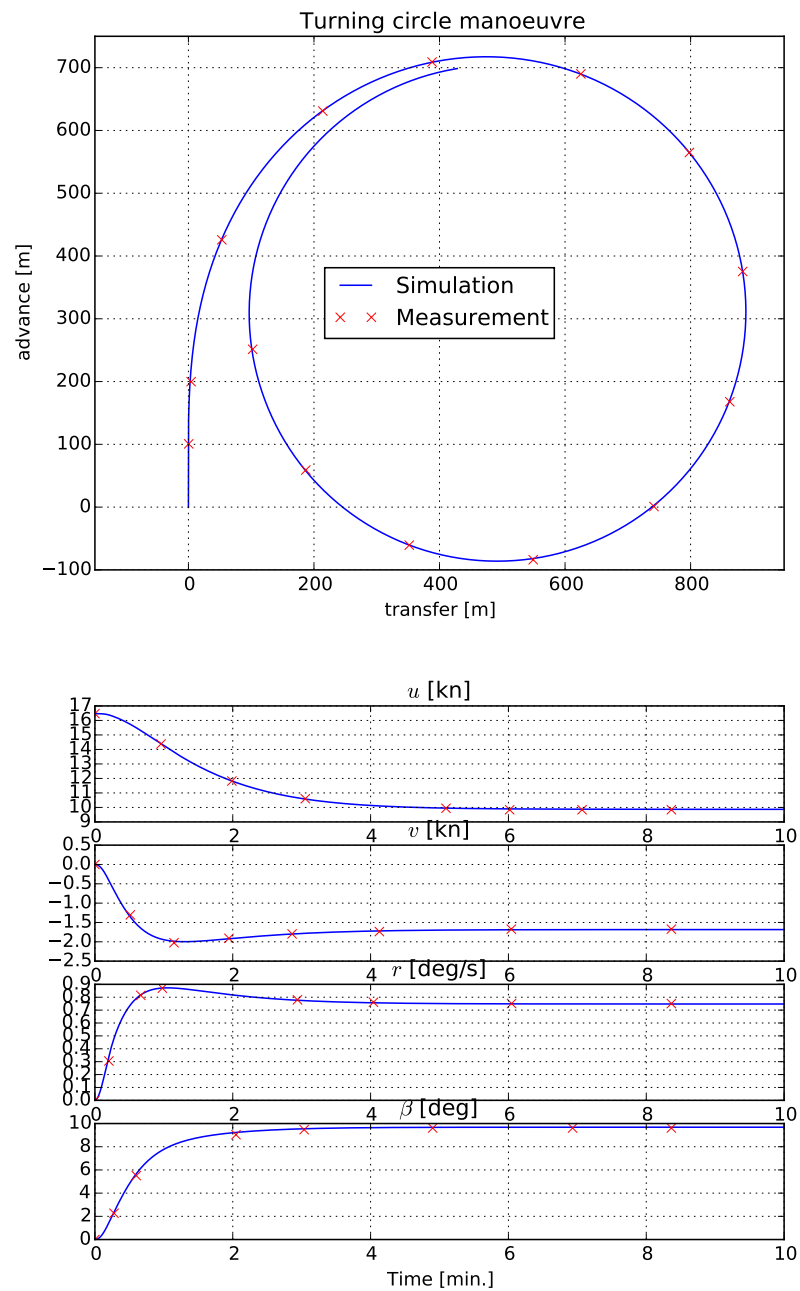 Turning circle manoeuvre
700
600
500
400
300
200
100
0
−100
advance [m]
Simulation
Measurement
0 200 400 600 800
transfer [m]
u [kn]
17
16
15
14
13
12
11
10
9
0 2 4 6 8 10
v [kn]
0.5
0.0
−0.5
−1.0
−1.5
−2.0
−2.5
0 2 4 6 8 10
r [deg/s]
0.9
0.8
0.7
0.6
0.5
0.4
0.3
0.2
0.1
0.0
0 2 4 6 8 10
β [deg]
10
8
6
4
2
0
0 2 4 6 8 10
Time [min.]